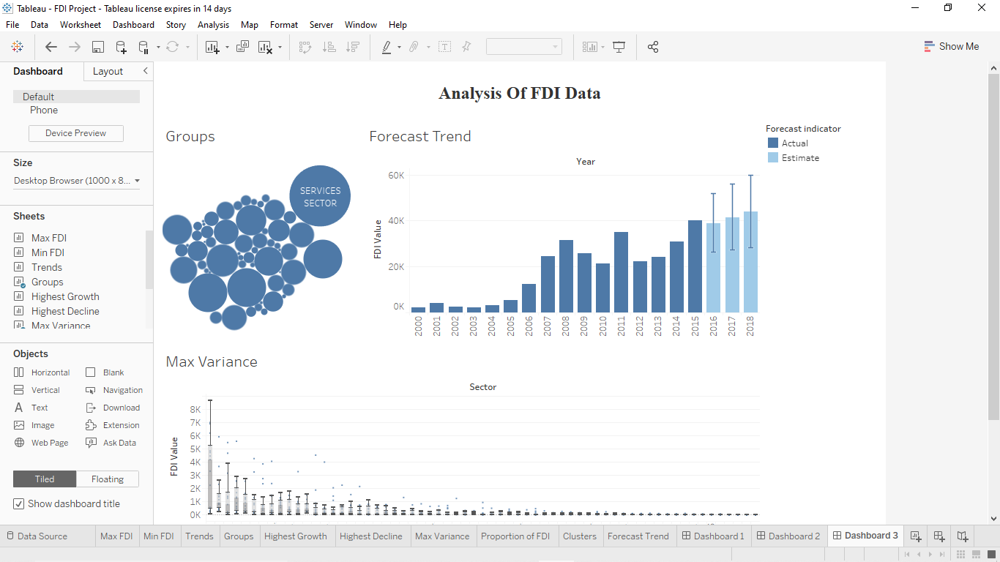 Tableau - FDI Project - Tableau license expires in 14 days
File Data Worksheet Dashboard Story Analysis Map Format Server Window Help
Show Me
Dashboard Layout
Default
Phone
Device Preview
Size
Desktop Browser (1000 x 8...
Sheets
Max FDI
Min FDI
Trends
Groups
Highest Growth
Highest Decline
Max Variance
Objects
Horizontal Blank
Vertical Navigation
Text Download
Image Extension
Web Page Ask Data
Tiled Floating
Show dashboard title
Analysis Of FDI Data
Groups
SERVICES
SECTOR
Forecast Trend
Year
60K
40K
20K
0K
FDI Value
2000 2001 2002 2003 2004 2005 2006 2007 2008 2009 2010 2011 2012 2013 2014 2015 2016 2017 2018
Forecast indicator
Actual
Estimate
Max Variance
Sector
8K
7K
6K
5K
4K
3K
2K
1K
0K
FDI Value
Data Source Max FDI Min FDI Trends Groups Highest Growth Highest Decline Max Variance Proportion of FDI Clusters Forecast Trend Dashboard 1 Dashboard 2 Dashboard 3